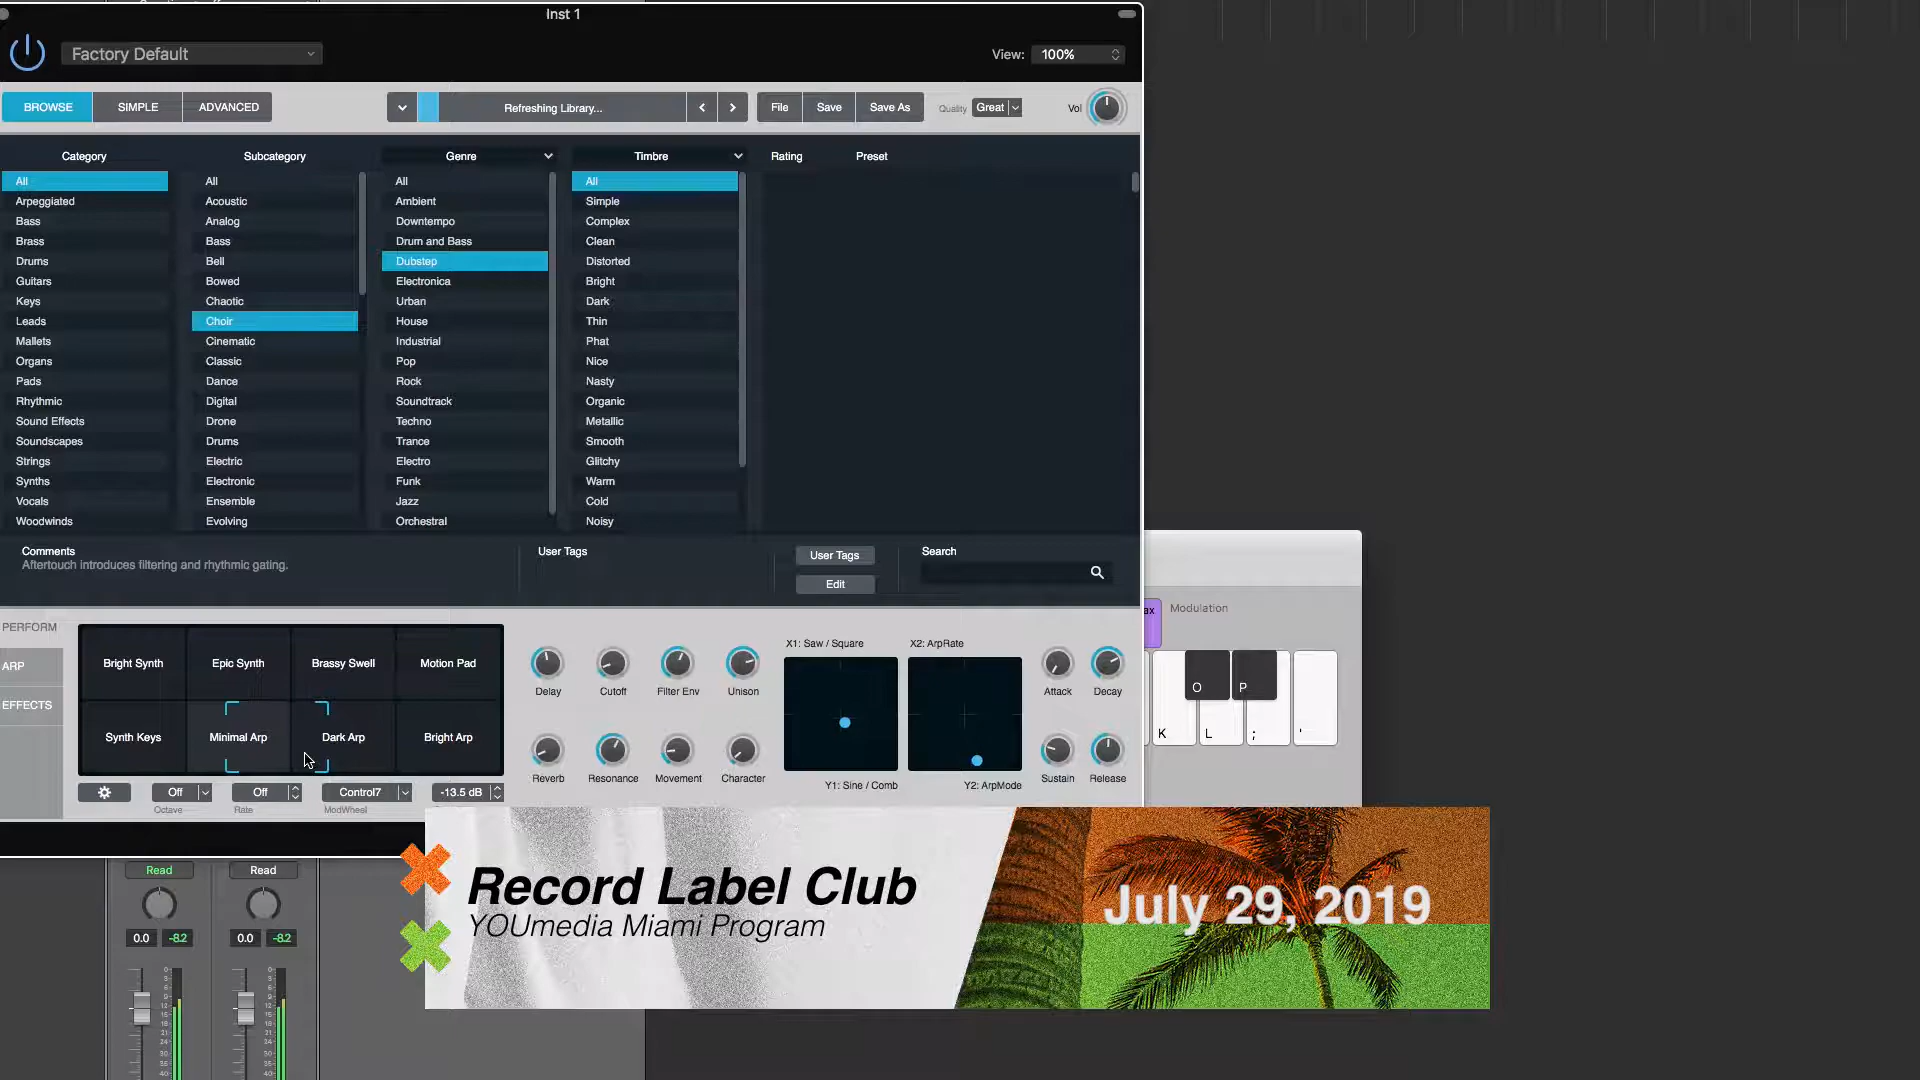 Inst 1
Factory Default
View: 100%
BROWSE SIMPLE ADVANCED
Refreshing Library...
File Save Save As
Quality Great
Vol
Category Subcategory Genre Timbre Rating Preset
All All All All
Arpeggiated Acoustic Ambient Simple
Bass Analog Downtempo Complex
Brass Bass Drum and Bass Clean
Drums Bell Dubstep Distorted
Guitars Bowed Electronica Bright
Keys Chaotic Urban Dark
Leads Choir House Thin
Mallets Cinematic Industrial Phat
Organs Classic Pop Nice
Pads Dance Rock Nasty
Rhythmic Digital Soundtrack Organic
Sound Effects Drone Techno Metallic
Soundscapes Drums Trance Smooth
Strings Electric Electro Glitchy
Synths Electronic Funk Warm
Vocals Ensemble Jazz Cold
Woodwinds Evolving Orchestral Noisy
Comments User Tags User Tags Search
Aftertouch introduces filtering and rhythmic gating.
Edit
PERFORM
ARP
EFFECTS
Bright Synth Epic Synth Brassy Swell Motion Pad
Synth Keys Minimal Arp Dark Arp Bright Arp
Off Off Control7 -13.5 dB
Octave Rate ModWheel
Delay Cutoff Filter Env Unison
Reverb Resonance Movement Character
X1: Saw / Square X2: ArpRate
Y1: Sine / Comb Y2: ArpMode
Attack Decay
Sustain Release
Modulation
O P
K L ; '
Read Read
0.0 -8.2 0.0 -8.2
Record Label Club
YOUmedia Miami Program
July 29, 2019